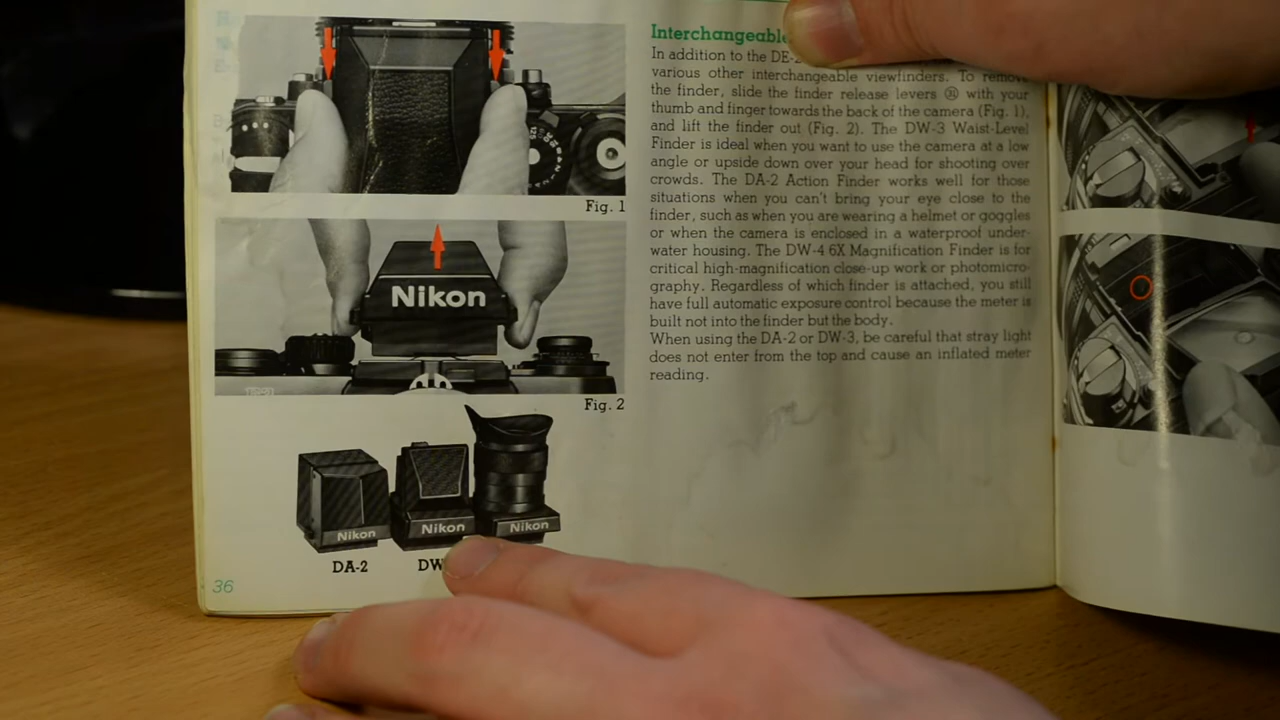 Fig. 1
Nikon
Fig. 2
Nikon
Nikon
Nikon
DA-2
DW
36
Interchangeable
In addition to the DE-2
various other interchangeable viewfinders. To remove
the finder, slide the finder release levers ㉛ with your
thumb and finger towards the back of the camera (Fig. 1),
and lift the finder out (Fig. 2). The DW-3 Waist-Level
Finder is ideal when you want to use the camera at a low
angle or upside down over your head for shooting over
crowds. The DA-2 Action Finder works well for those
situations when you can't bring your eye close to the
finder, such as when you are wearing a helmet or goggles
or when the camera is enclosed in a waterproof under-
water housing. The DW-4 6X Magnification Finder is for
critical high-magnification close-up work or photomicro-
graphy. Regardless of which finder is attached, you still
have full automatic exposure control because the meter is
built not into the finder but the body.
When using the DA-2 or DW-3, be careful that stray light
does not enter from the top and cause an inflated meter
reading.